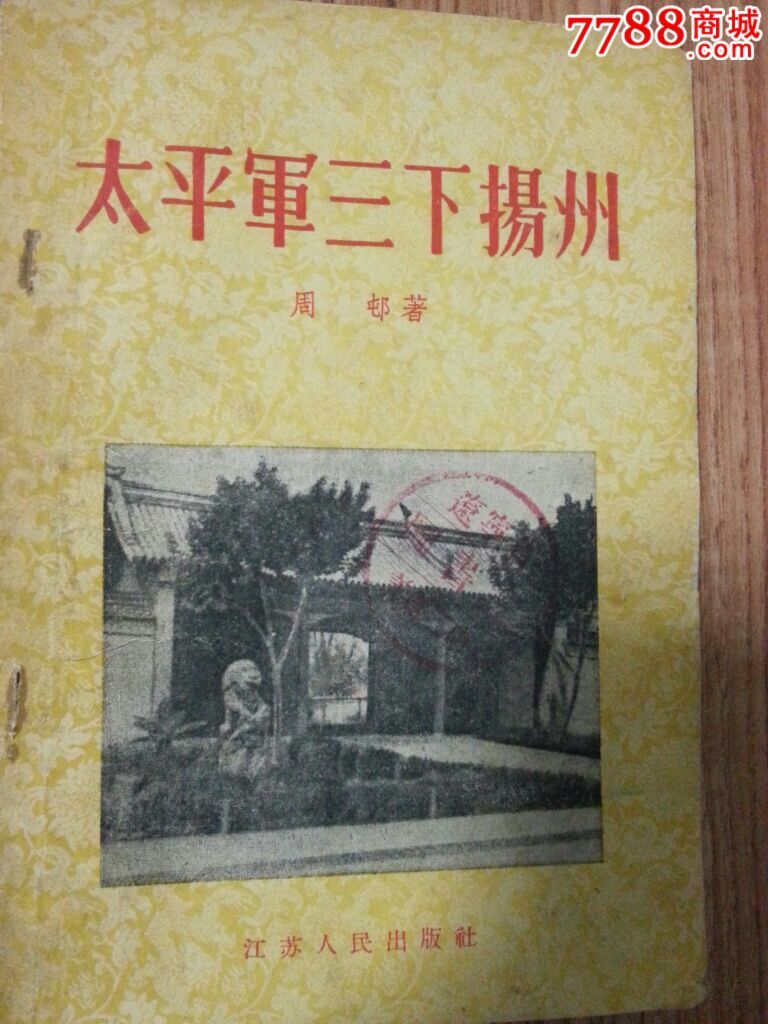 7788商城
.com
太平軍三下揚州
周 邨著
江苏人民出版社